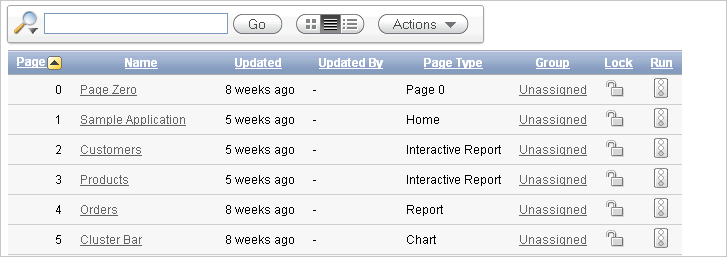 Go Actions
Page Name Updated Updated By Page Type Group Lock Run
0 Page Zero 8 weeks ago - Page 0 Unassigned
1 Sample Application 5 weeks ago - Home Unassigned
2 Customers 5 weeks ago - Interactive Report Unassigned
3 Products 5 weeks ago - Interactive Report Unassigned
4 Orders 8 weeks ago - Report Unassigned
5 Cluster Bar 8 weeks ago - Chart Unassigned